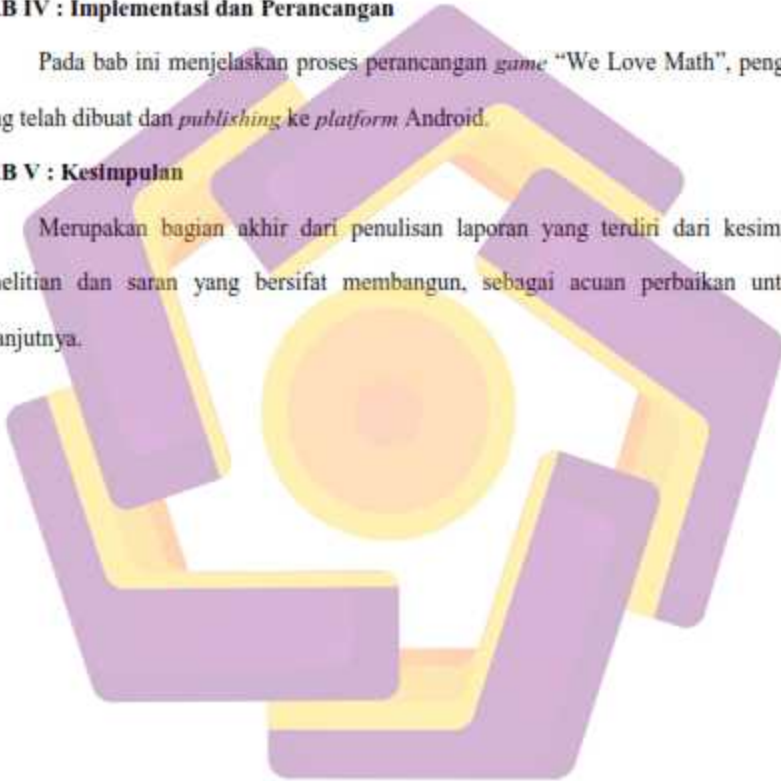 B IV : Implementasi dan Perancangan
Pada bab ini menjelaskan proses perancangan game “We Love Math”, peng
g telah dibuat dan publishing ke platform Android.
B V : Kesimpulan
Merupakan bagian akhir dari penulisan laporan yang terdiri dari kesim
elitian dan saran yang bersifat membangun, sebagai acuan perbaikan unt
anjutnya.